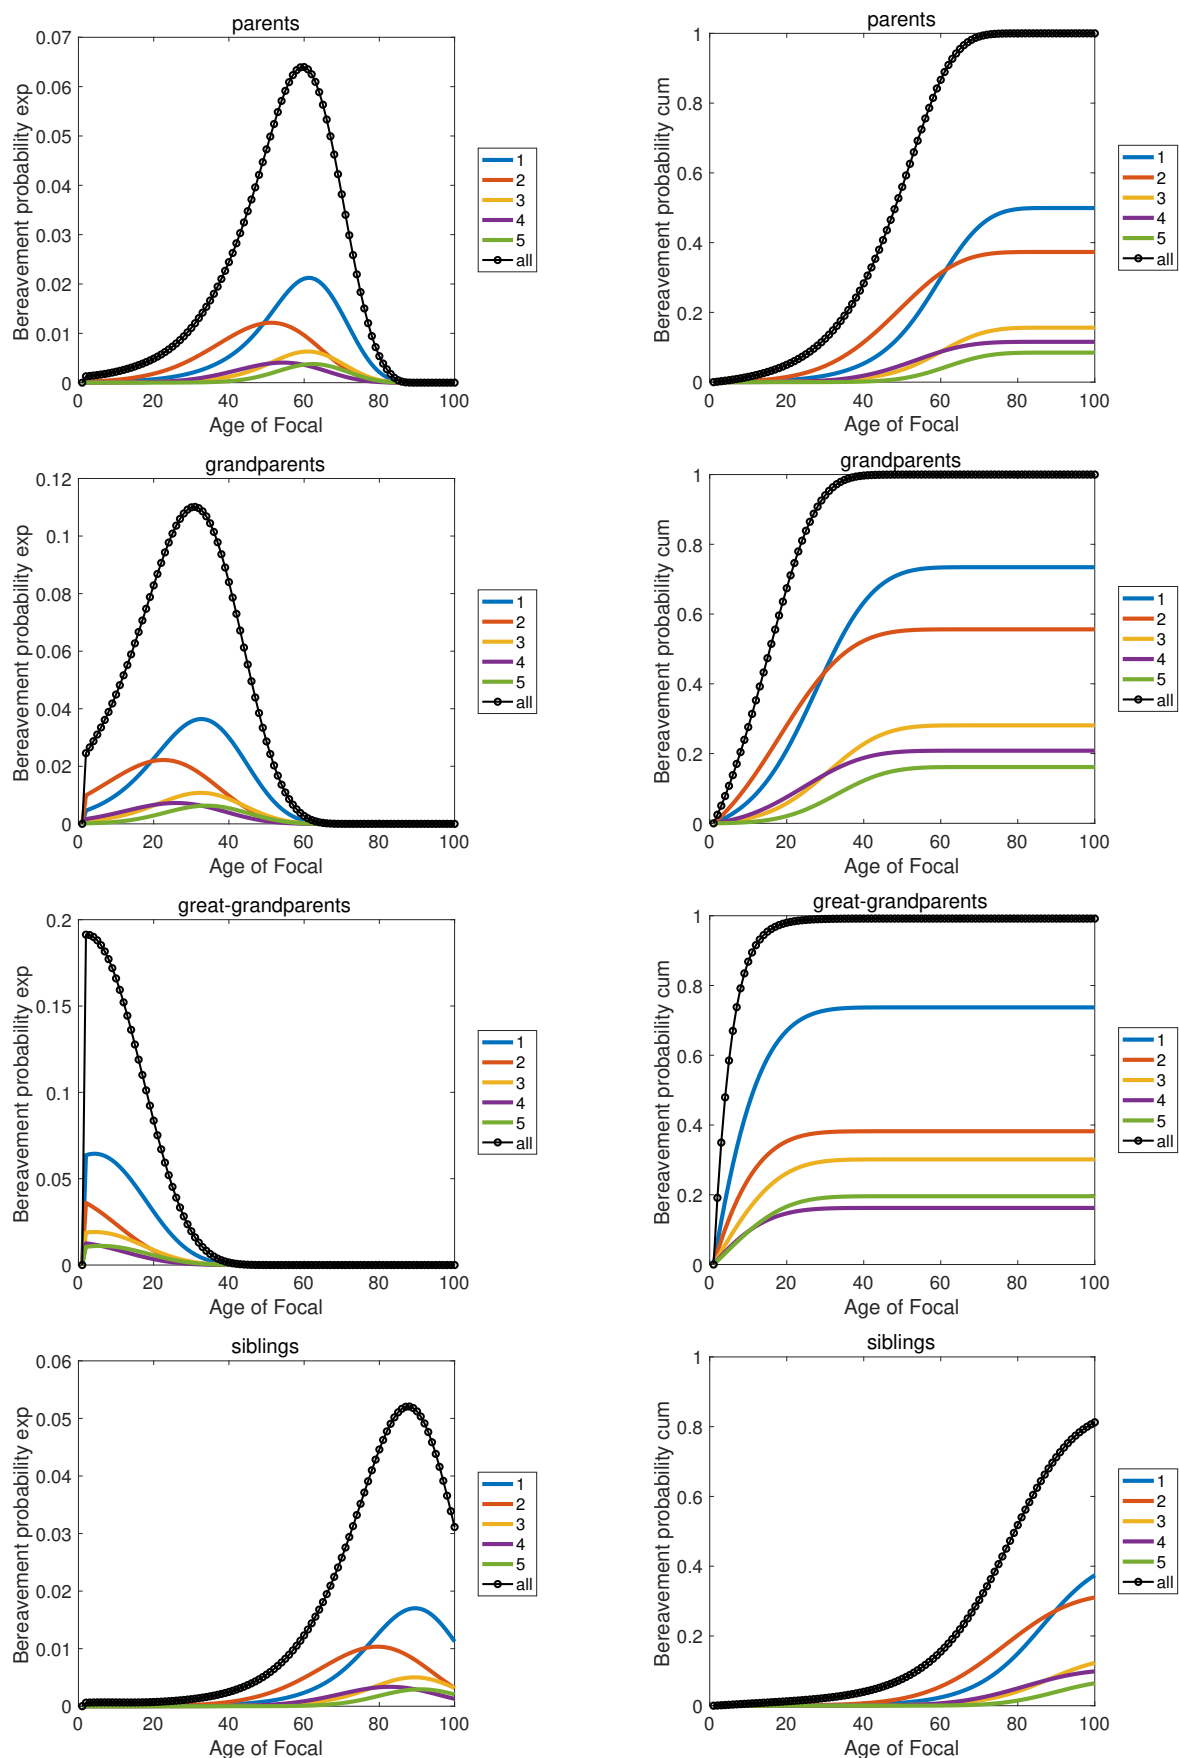 parents
0.07
0.06
0.05
0.04
0.03
0.02
0.01
0
0 20 40 60 80 100
Bereavement probability exp
Age of Focal
1
2
3
4
5
all
parents
1
0.8
0.6
0.4
0.2
0
0 20 40 60 80 100
Bereavement probability cum
Age of Focal
1
2
3
4
5
all
grandparents
0.12
0.1
0.08
0.06
0.04
0.02
0
0 20 40 60 80 100
Bereavement probability exp
Age of Focal
1
2
3
4
5
all
grandparents
1
0.8
0.6
0.4
0.2
0
0 20 40 60 80 100
Bereavement probability cum
Age of Focal
1
2
3
4
5
all
great-grandparents
0.2
0.15
0.1
0.05
0
0 20 40 60 80 100
Bereavement probability exp
Age of Focal
1
2
3
4
5
all
great-grandparents
1
0.8
0.6
0.4
0.2
0
0 20 40 60 80 100
Bereavement probability cum
Age of Focal
1
2
3
4
5
all
siblings
0.06
0.05
0.04
0.03
0.02
0.01
0
0 20 40 60 80 100
Bereavement probability exp
Age of Focal
1
2
3
4
5
all
siblings
1
0.8
0.6
0.4
0.2
0
0 20 40 60 80 100
Bereavement probability cum
Age of Focal
1
2
3
4
5
all